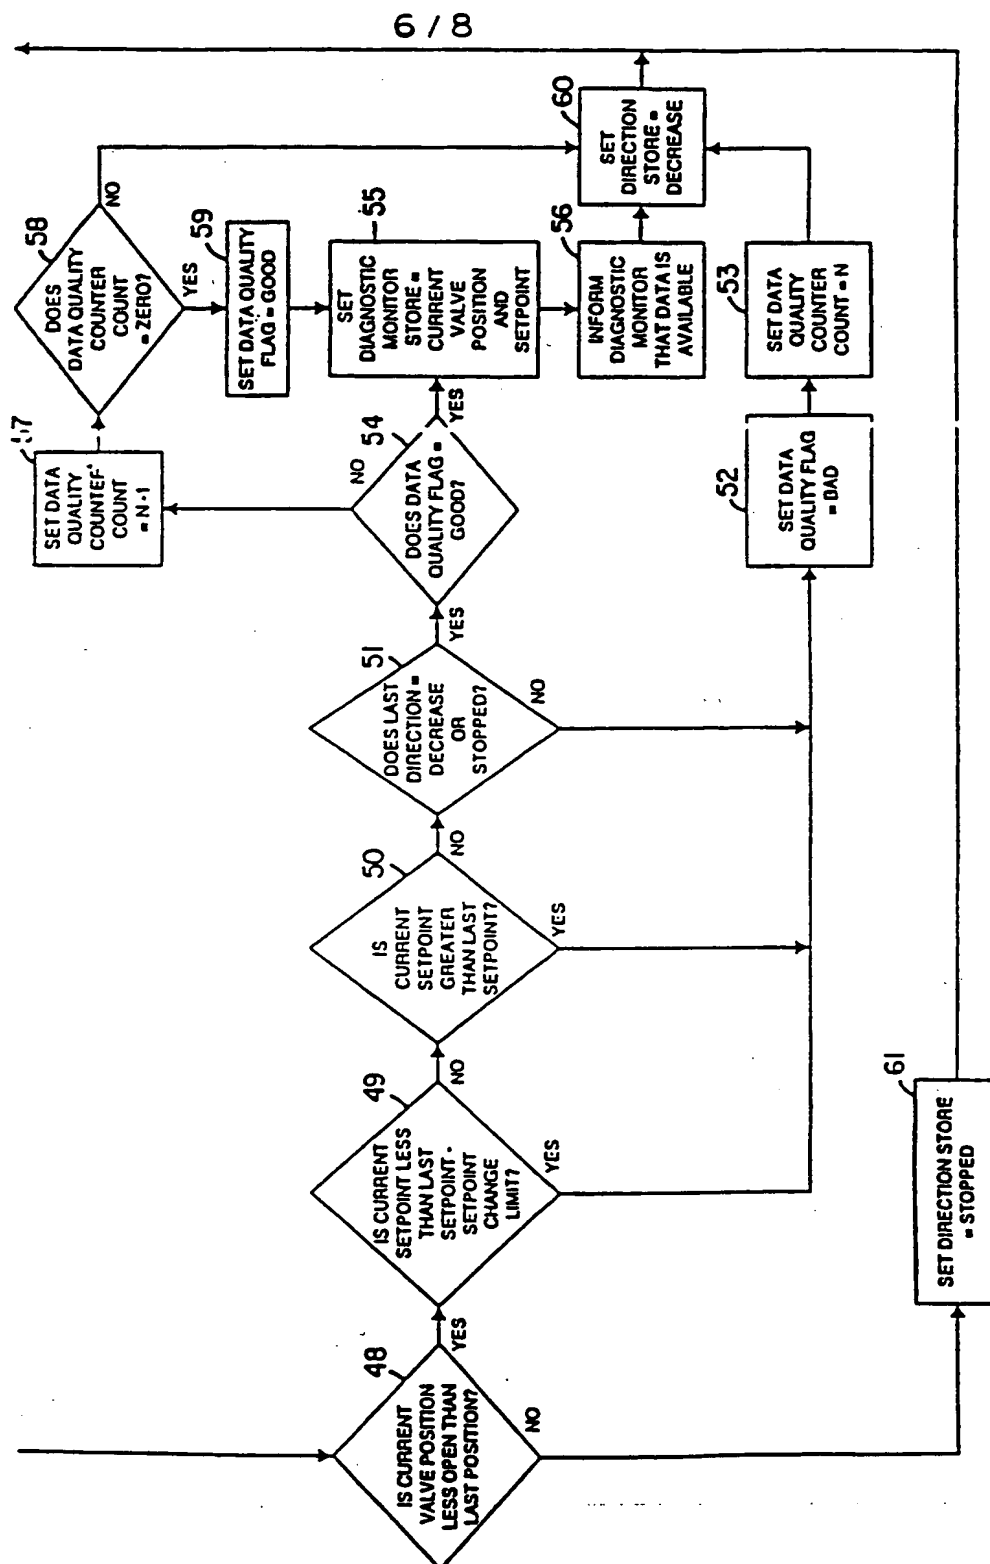 6 / 8
IS CURRENT
VALVE POSITION
LESS OPEN THAN
LAST POSITION?
48
YES
NO
IS CURRENT
SETPOINT LESS
THAN LAST
SETPOINT -
SETPOINT
CHANGE
LIMIT?
49
NO
YES
IS
CURRENT
SETPOINT
GREATER
THAN LAST
SETPOINT?
50
NO
YES
DOES LAST
DIRECTION =
DECREASE
OR
STOPPED?
51
YES
NO
DOES DATA
QUALITY FLAG =
GOOD?
54
NO
YES
SET DATA
QUALITY
COUNTER
COUNT
= N-1
57
DOES
DATA QUALITY
COUNTER
COUNT
= ZERO?
58
NO
YES
SET DATA QUALITY
FLAG = GOOD
59
SET
DIAGNOSTIC
MONITOR
STORE =
CURRENT
VALVE
POSITION
AND
SETPOINT
55
INFORM
DIAGNOSTIC
MONITOR
THAT DATA IS
AVAILABLE
56
SET
DIRECTION
STORE =
DECREASE
60
SET DATA
QUALITY FLAG
= BAD
52
SET DATA
QUALITY
COUNTER
COUNT = N
53
SET DIRECTION STORE
= STOPPED
61